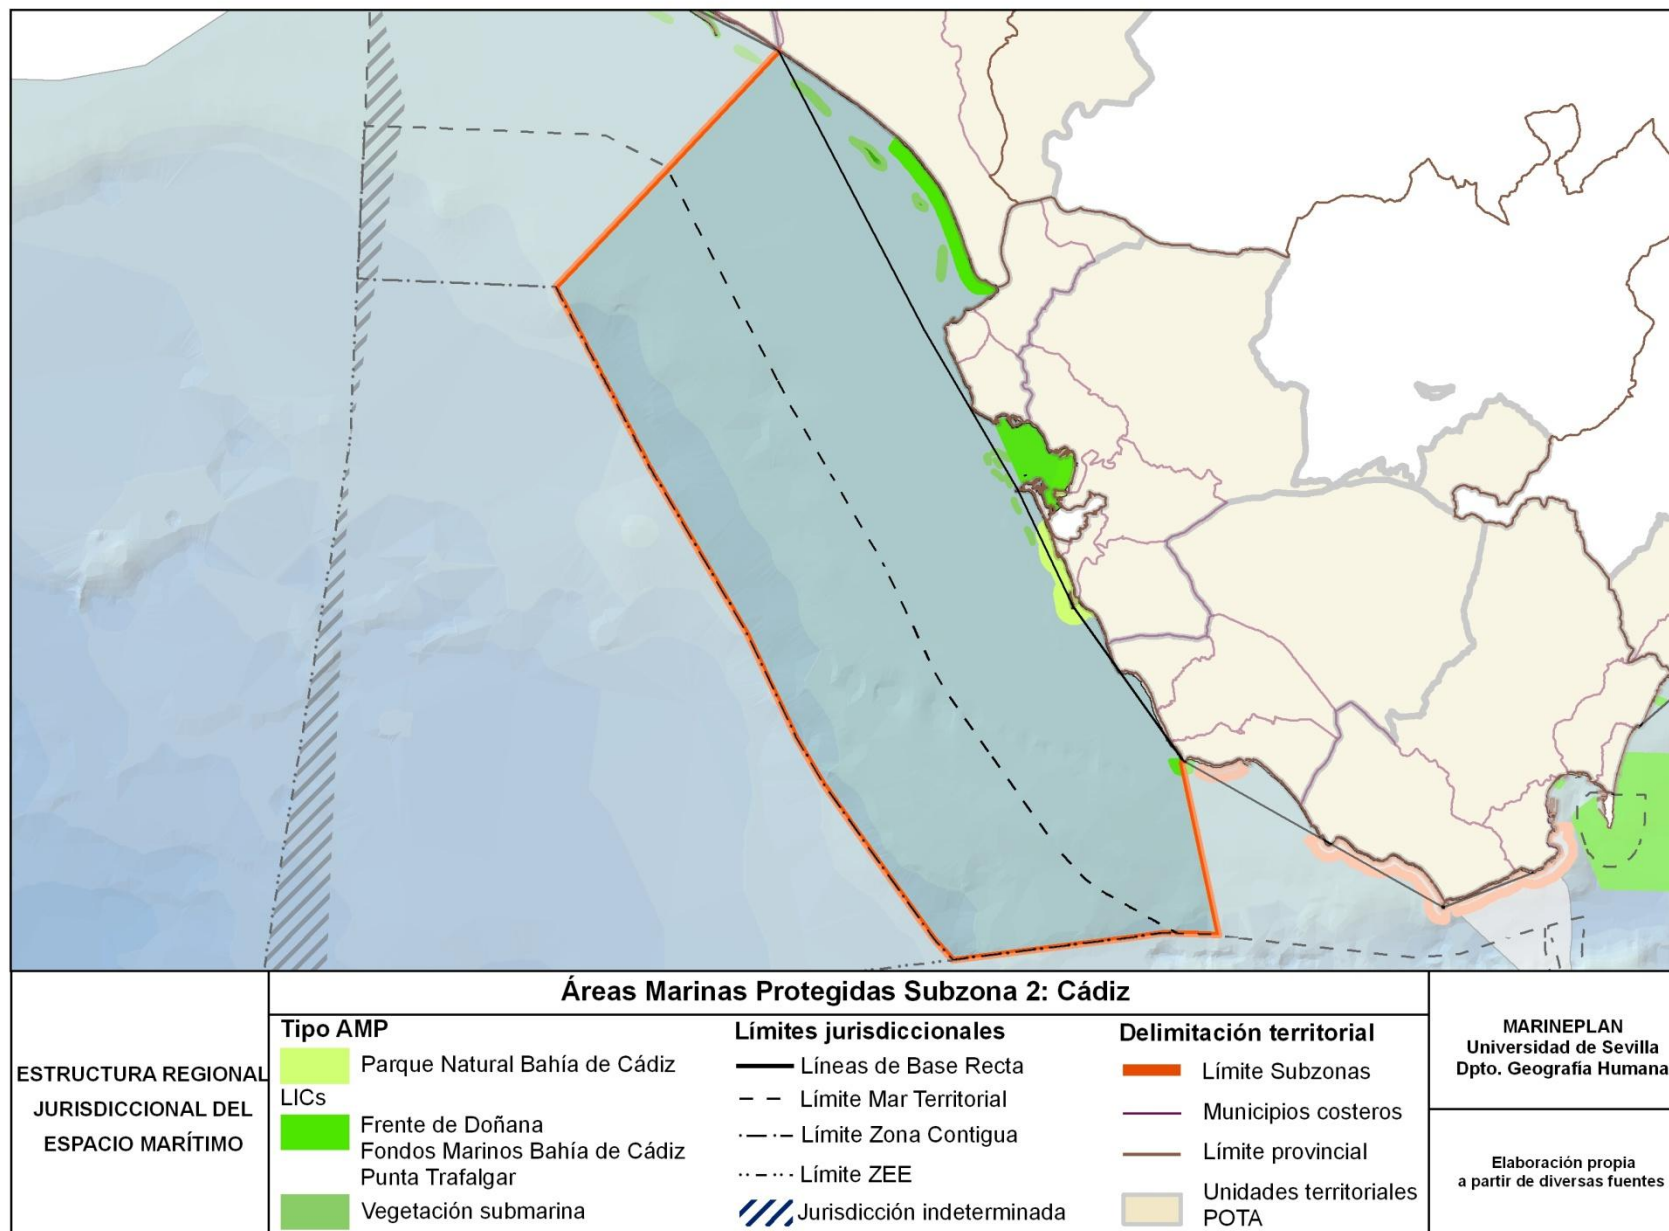 ESTRUCTURA REGIONAL
JURISDICCIONAL DEL
ESPACIO MARÍTIMO
Áreas Marinas Protegidas Subzona 2: Cádiz
Tipo AMP
Parque Natural Bahía de Cádiz
LICs
Frente de Doñana
Fondos Marinos Bahía de Cádiz
Punta Trafalgar
Vegetación submarina
Límites jurisdiccionales
Líneas de Base Recta
Límite Mar Territorial
Límite Zona Contigua
Límite ZEE
Jurisdicción indeterminada
Delimitación territorial
Límite Subzonas
Municipios costeros
Límite provincial
Unidades territoriales
POTA
MARINEPLAN
Universidad de Sevilla
Dpto. Geografía Humana
Elaboración propia
a partir de diversas fuentes